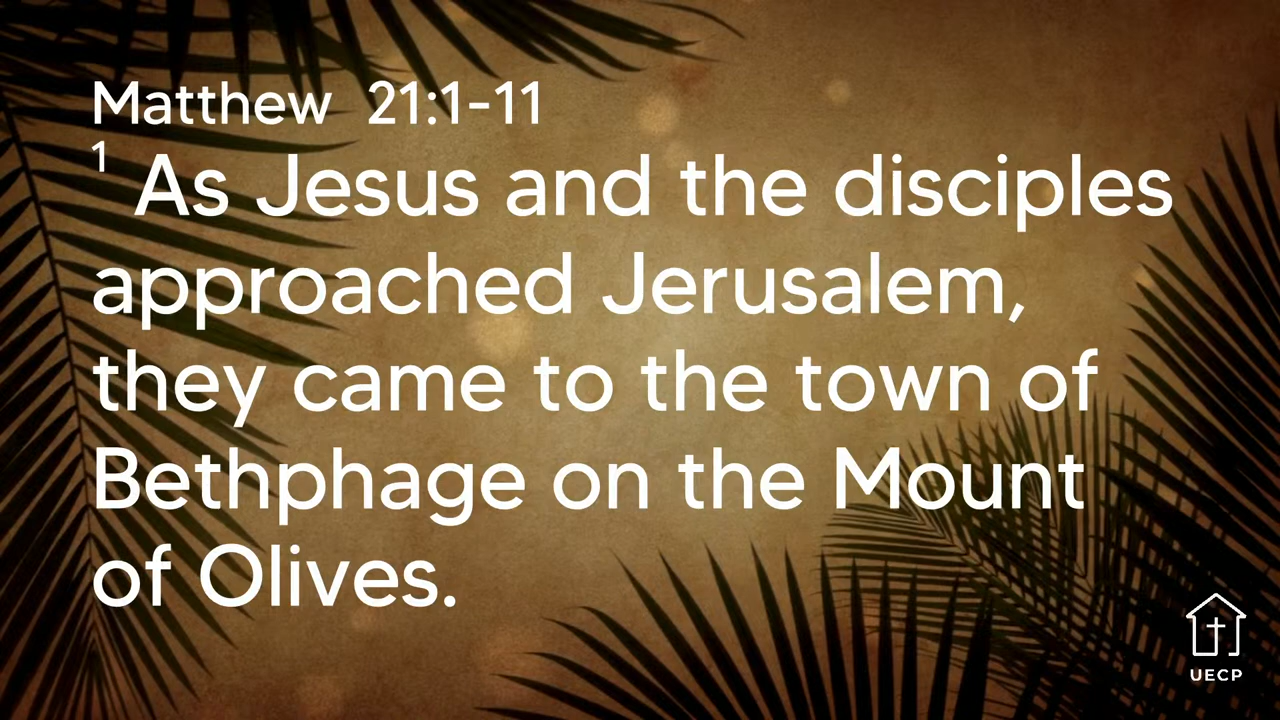 Matthew 21:1-11
1 As Jesus and the disciples
approached Jerusalem,
they came to the town of
Bethphage on the Mount
of Olives.
UECP